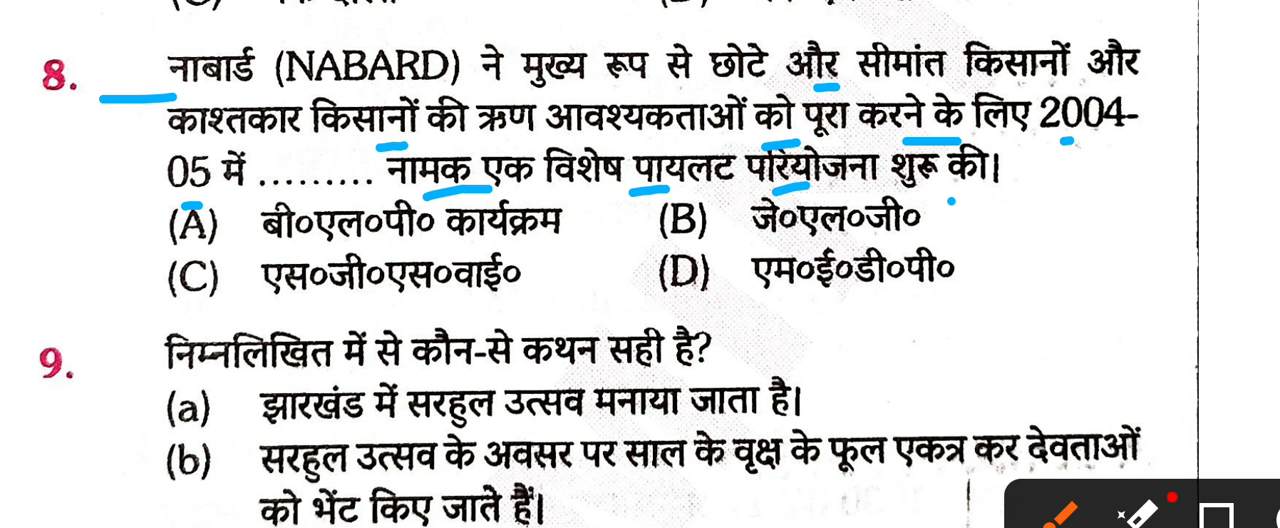 8. नाबार्ड (NABARD) ने मुख्य रूप से छोटे और सीमांत किसानों और
काश्तकार किसानों की ऋण आवश्यकताओं को पूरा करने के लिए 2004-
05 में ......... नामक एक विशेष पायलट परियोजना शुरू की।
(A) बी०एल०पी० कार्यक्रम (B) जे०एल०जी०
(C) एस०जी०एस०वाई० (D) एम०ई०डी०पी०
9. निम्नलिखित में से कौन-से कथन सही है?
(a) झारखंड में सरहुल उत्सव मनाया जाता है।
(b) सरहुल उत्सव के अवसर पर साल के वृक्ष के फूल एकत्र कर देवताओं
को भेंट किए जाते हैं।